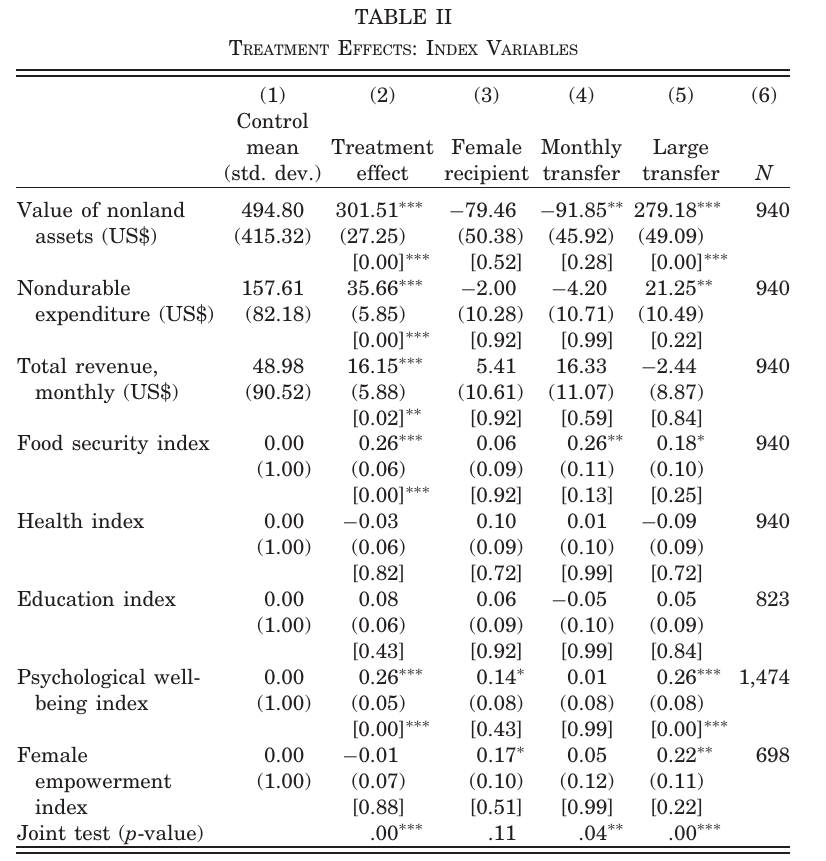 TABLE II
TREATMENT EFFECTS: INDEX VARIABLES
(1) (2) (3) (4) (5) (6)
Control
mean Treatment Female Monthly Large
(std. dev.) effect recipient transfer transfer N
Value of nonland 494.80 301.51*** −79.46 −91.85** 279.18*** 940
assets (US$) (415.32) (27.25) (50.38) (45.92) (49.09)
[0.00]*** [0.52] [0.28] [0.00]***
Nondurable 157.61 35.66*** −2.00 −4.20 21.25** 940
expenditure (US$) (82.18) (5.85) (10.28) (10.71) (10.49)
[0.00]*** [0.92] [0.99] [0.22]
Total revenue, 48.98 16.15*** 5.41 16.33 −2.44 940
monthly (US$) (90.52) (5.88) (10.61) (11.07) (8.87)
[0.02]** [0.92] [0.59] [0.84]
Food security index 0.00 0.26*** 0.06 0.26** 0.18* 940
(1.00) (0.06) (0.09) (0.11) (0.10)
[0.00]*** [0.92] [0.13] [0.25]
Health index 0.00 −0.03 0.10 0.01 −0.09 940
(1.00) (0.06) (0.09) (0.10) (0.09)
[0.82] [0.72] [0.99] [0.72]
Education index 0.00 0.08 0.06 −0.05 0.05 823
(1.00) (0.06) (0.09) (0.10) (0.09)
[0.43] [0.92] [0.99] [0.84]
Psychological well- 0.00 0.26*** 0.14* 0.01 0.26*** 1,474
being index (1.00) (0.05) (0.08) (0.08) (0.08)
[0.00]*** [0.43] [0.99] [0.00]***
Female 0.00 −0.01 0.17* 0.05 0.22** 698
empowerment (1.00) (0.07) (0.10) (0.12) (0.11)
index [0.88] [0.51] [0.99] [0.22]
Joint test (p-value) .00*** .11 .04** .00***